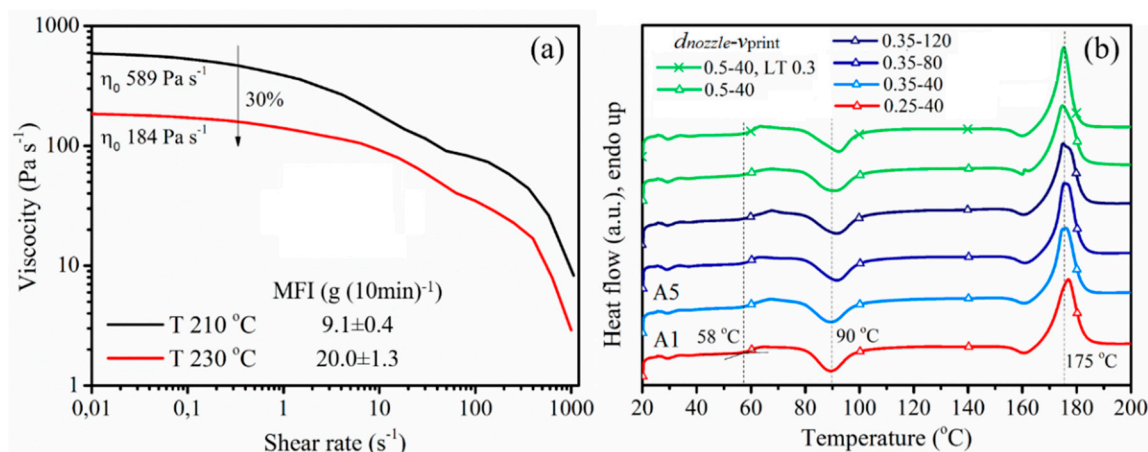 (a)
1000
100
10
1
Viscocity (Pa s⁻¹)
η₀ 589 Pa s⁻¹
30%
η₀ 184 Pa s⁻¹
MFI (g (10min)⁻¹
T 210 °C 9.1±0.4
T 230 °C 20.0±1.3
0,01 0,1 1 10 100 1000
Shear rate (s⁻¹)
(b)
Heat flow (a.u.), endo up
dnozzle-vprint
0.5-40, LT 0.3
0.5-40
0.35-120
0.35-80
0.35-40
0.25-40
A5
A1
58 °C
90 °C
175 °C
20 40 60 80 100 120 140 160 180 200
Temperature (°C)